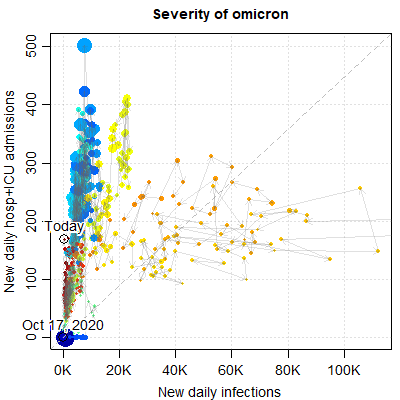 Severity of omicron
New daily hosp+ICU admissions
500
400
300
200
100
0
Today
Oct 17, 2020
0K
20K
40K
60K
80K
100K
New daily infections